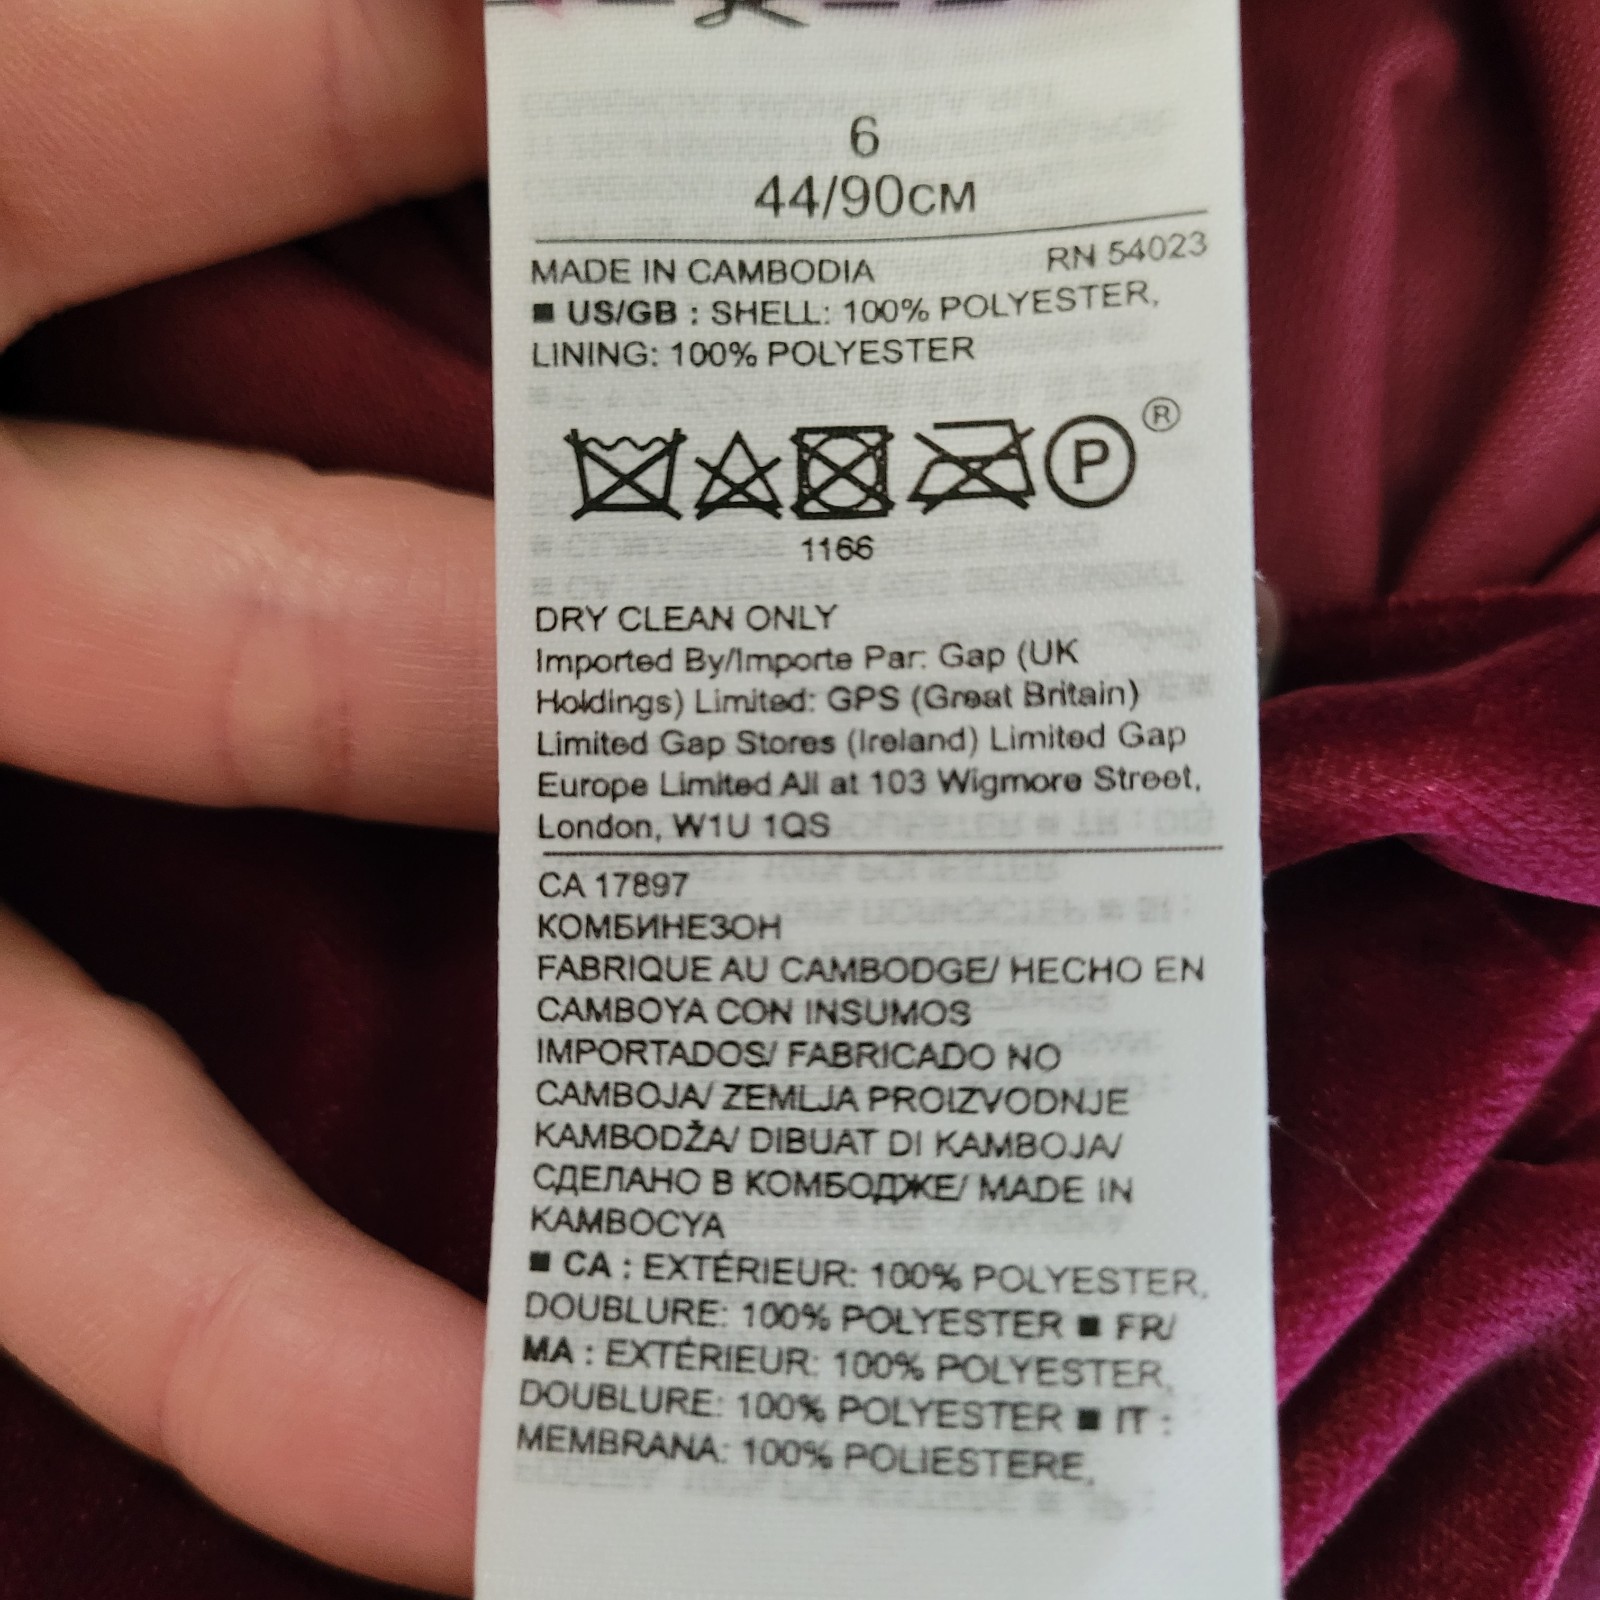 6
44/90CM
MADE IN CAMBODIA RN 54023
■ US/GB : SHELL: 100% POLYESTER,
LINING: 100% POLYESTER
P ®
1166
DRY CLEAN ONLY
Imported By/Importe Par: Gap (UK
Holdings) Limited: GPS (Great Britain)
Limited Gap Stores (Ireland) Limited Gap
Europe Limited All at 103 Wigmore Street,
London, W1U 1QS
CA 17897
КОМБИНЕЗОН
FABRIQUE AU CAMBODGE/ HECHO EN
CAMBOYA CON INSUMOS
IMPORTADOS/ FABRICADO NO
CAMBOJA/ ZEMLJA PROIZVODNJE
KAMBODŽA/ DIBUAT DI KAMBOJA/
СДЕЛАНО В КОМБОДЖЕ/ MADE IN
KAMBOCYA
■ CA : EXTÉRIEUR: 100% POLYESTER,
DOUBLURE: 100% POLYESTER ■ FR/
MA : EXTÉRIEUR: 100% POLYESTER,
DOUBLURE: 100% POLYESTER ■ IT :
MEMBRANA: 100% POLIESTERE,